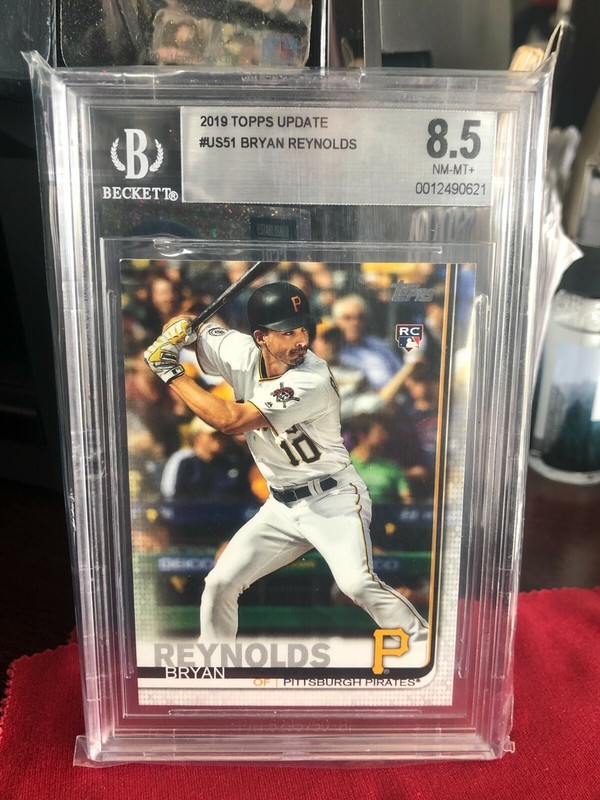 2019 TOPPS UPDATE
#US51 BRYAN REYNOLDS
8.5
NM-MT+
0012490621
B
BECKETT®
Topps
RC
P
10
GEICO
REYNOLDS
BRYAN
P
OF | PITTSBURGH PIRATES®